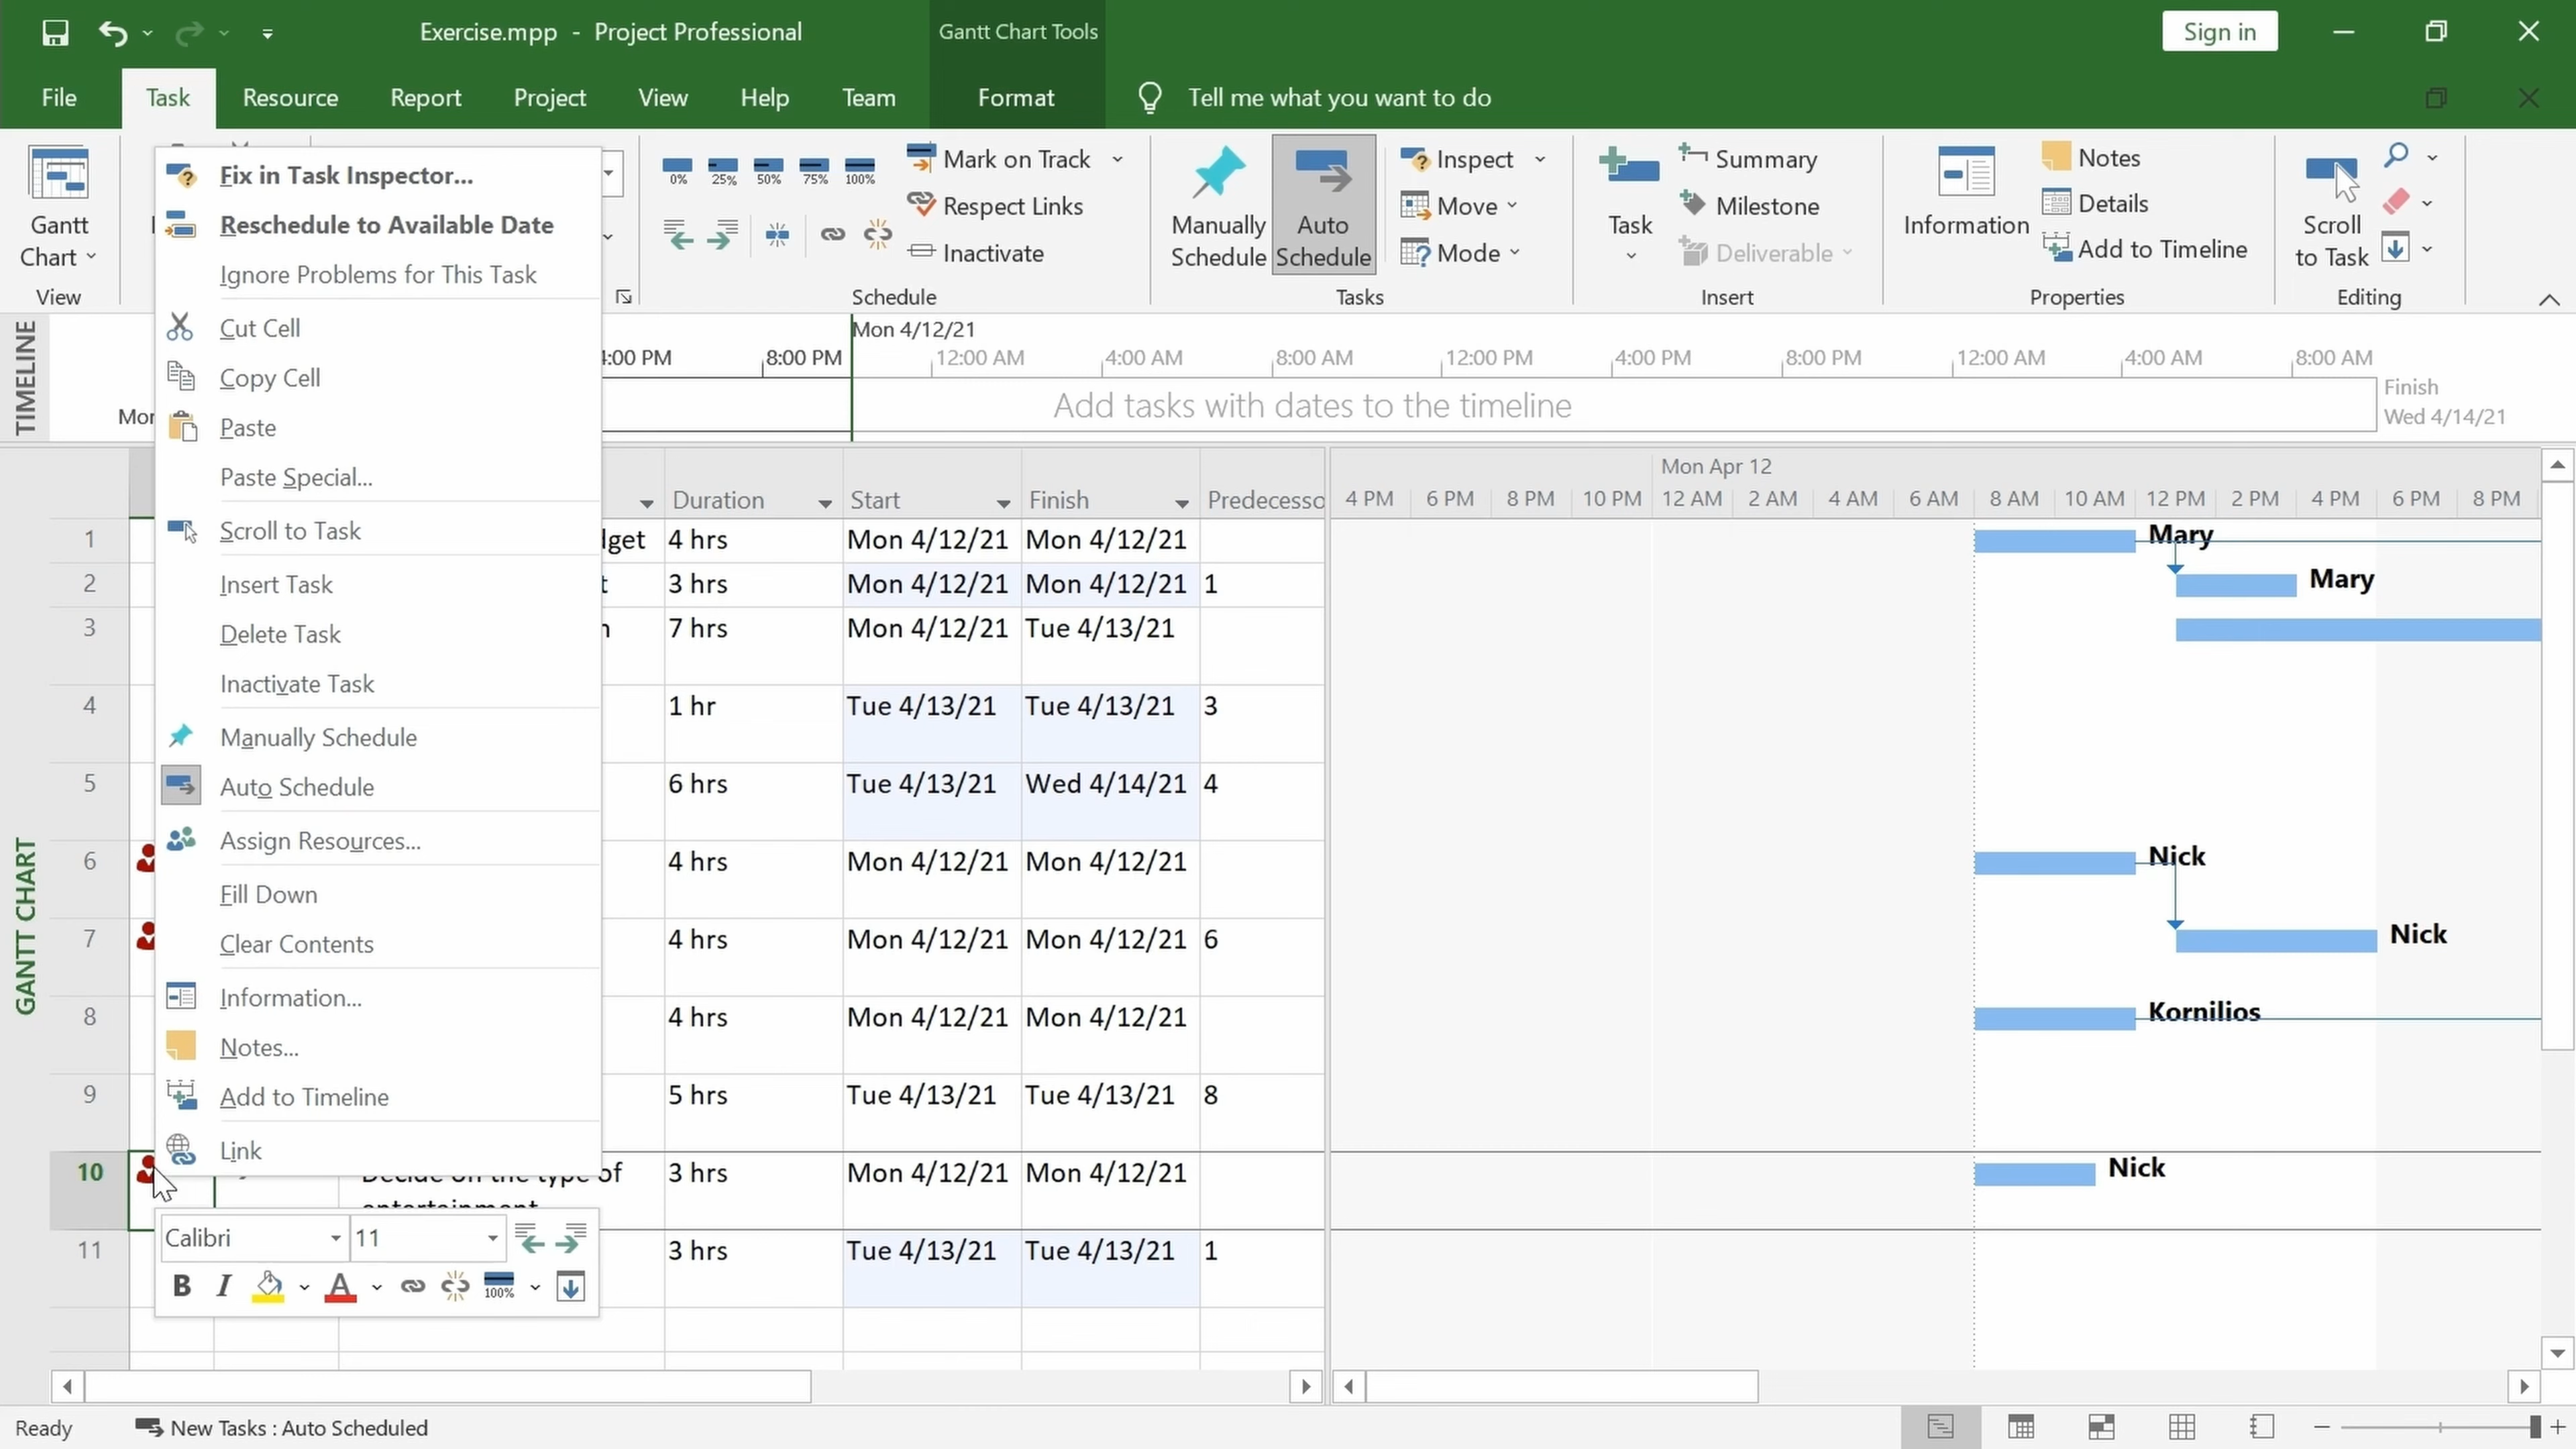 Exercise.mpp - Project Professional
Gantt Chart Tools
Sign in
File Task Resource Report Project View Help Team Format Tell me what you want to do
Gantt Chart
View
0% 25% 50% 75% 100%
Mark on Track
Respect Links
Inactivate
Schedule
Manually Schedule
Auto Schedule
Inspect
Move
Mode
Tasks
Task
Summary
Milestone
Deliverable
Insert
Information
Notes
Details
Add to Timeline
Properties
Scroll to Task
Editing
Fix in Task Inspector...
Reschedule to Available Date
Ignore Problems for This Task
Cut Cell
Copy Cell
Paste
Paste Special...
Scroll to Task
Insert Task
Delete Task
Inactivate Task
Manually Schedule
Auto Schedule
Assign Resources...
Fill Down
Clear Contents
Information...
Notes...
Add to Timeline
Link
TIMELINE
Mon 4/12/21
4:00 PM 8:00 PM 12:00 AM 4:00 AM 8:00 AM 12:00 PM 4:00 PM 8:00 PM 12:00 AM 4:00 AM 8:00 AM
Add tasks with dates to the timeline
Finish
Wed 4/14/21
Mon Apr 12
Duration Start Finish Predecesso
4 PM 6 PM 8 PM 10 PM 12 AM 2 AM 4 AM 6 AM 8 AM 10 AM 12 PM 2 PM 4 PM 6 PM 8 PM
GANTT CHART
1 4 hrs Mon 4/12/21 Mon 4/12/21 Mary
2 3 hrs Mon 4/12/21 Mon 4/12/21 1 Mary
3 7 hrs Mon 4/12/21 Tue 4/13/21
4 1 hr Tue 4/13/21 Tue 4/13/21 3
5 6 hrs Tue 4/13/21 Wed 4/14/21 4
6 4 hrs Mon 4/12/21 Mon 4/12/21 Nick
7 4 hrs Mon 4/12/21 Mon 4/12/21 6 Nick
8 4 hrs Mon 4/12/21 Mon 4/12/21 Kornilios
9 5 hrs Tue 4/13/21 Tue 4/13/21 8
10 Decide on the type of 3 hrs Mon 4/12/21 Mon 4/12/21 Nick
entertainment
11 3 hrs Tue 4/13/21 Tue 4/13/21 1
Calibri 11
B I A 100%
Ready New Tasks : Auto Scheduled